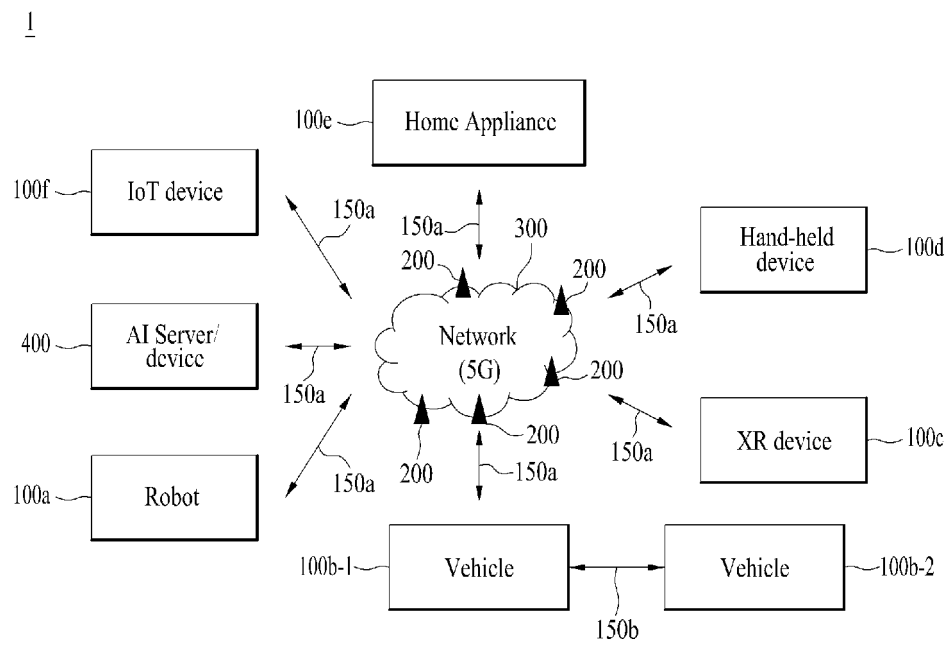 1
100e
Home Appliance
100f
IoT device
150a
150a
300
200
200
Hand-held
device
100d
150a
400
AI Server/
device
150a
Network
(5G)
200
150a
XR device
100c
200
200
150a
150a
100a
Robot
100b-1
Vehicle
Vehicle
100b-2
150b